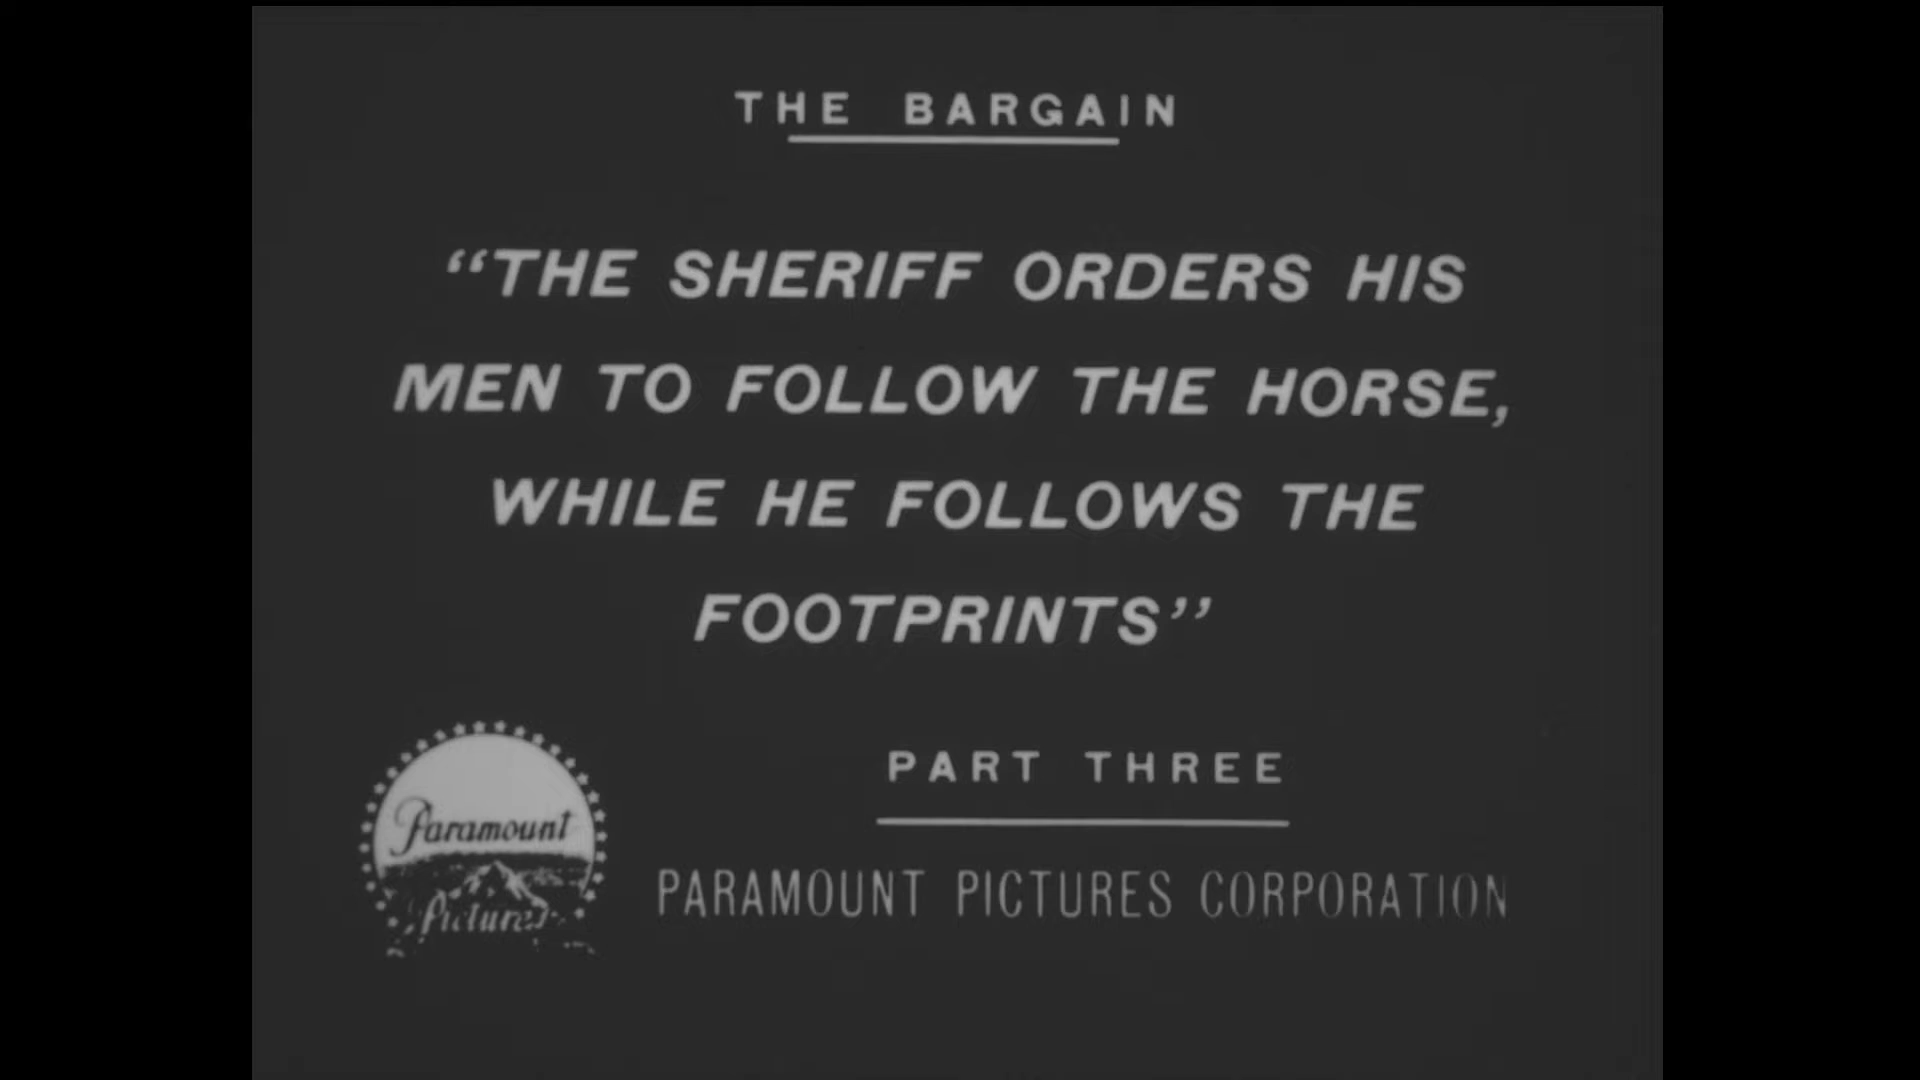 THE BARGAIN
“THE SHERIFF ORDERS HIS
MEN TO FOLLOW THE HORSE,
WHILE HE FOLLOWS THE
FOOTPRINTS”
PART THREE
Paramount
Pictures
PARAMOUNT PICTURES CORPORATION